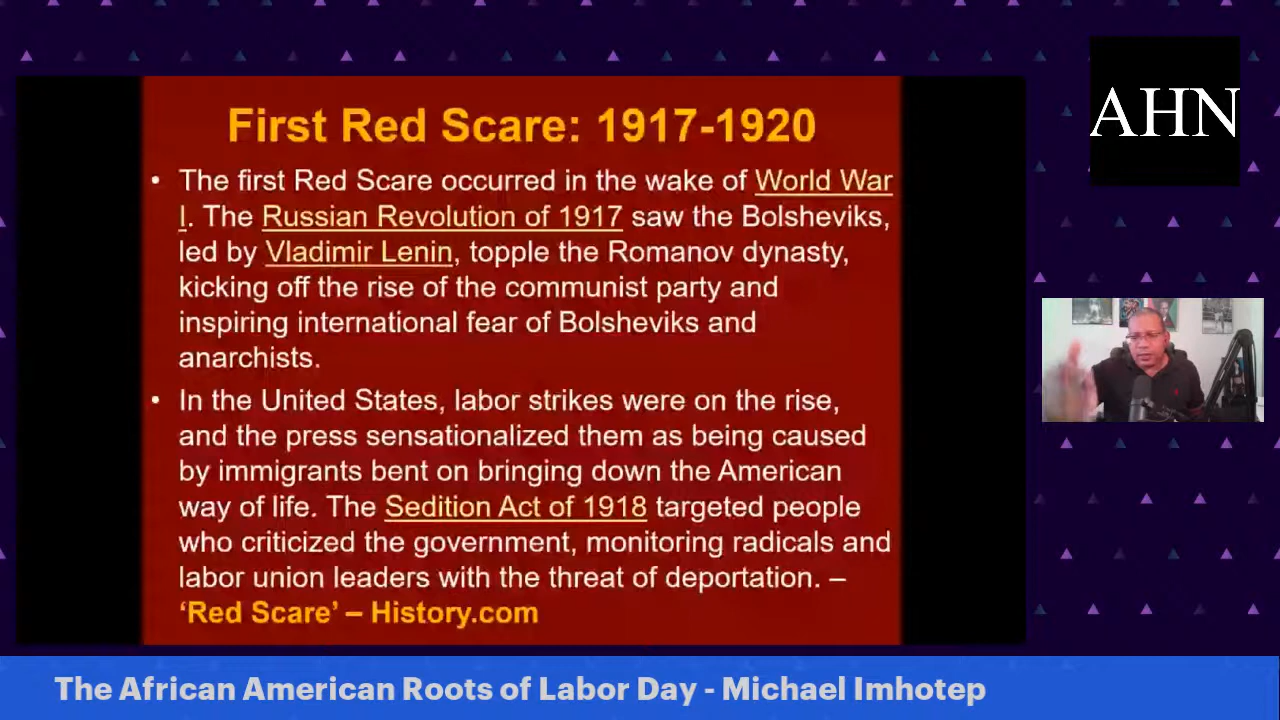 First Red Scare: 1917-1920
AHN
• The first Red Scare occurred in the wake of World War
I. The Russian Revolution of 1917 saw the Bolsheviks,
led by Vladimir Lenin, topple the Romanov dynasty,
kicking off the rise of the communist party and
inspiring international fear of Bolsheviks and
anarchists.
• In the United States, labor strikes were on the rise,
and the press sensationalized them as being caused
by immigrants bent on bringing down the American
way of life. The Sedition Act of 1918 targeted people
who criticized the government, monitoring radicals and
labor union leaders with the threat of deportation. –
‘Red Scare’ – History.com
The African American Roots of Labor Day - Michael Imhotep